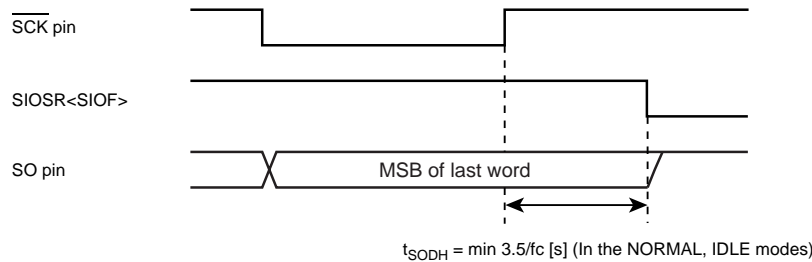 SCK pin
SIOSR<SIOF>
SO pin
MSB of last word
tSODH = min 3.5/fc [s] (In the NORMAL, IDLE modes)